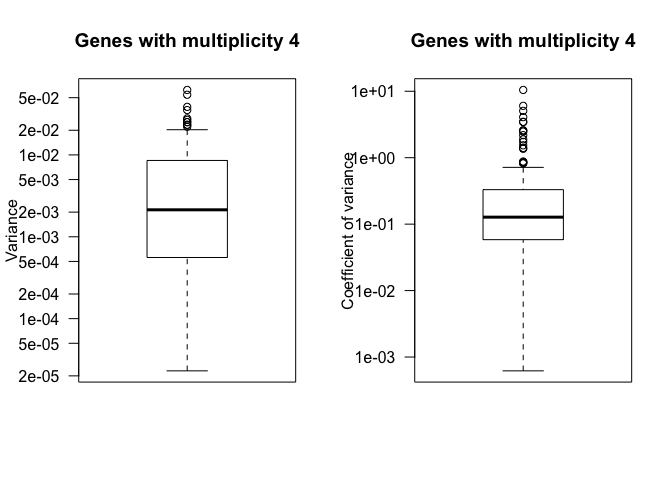 Genes with multiplicity 4
Variance
5e-02
2e-02
1e-02
5e-03
2e-03
1e-03
5e-04
2e-04
1e-04
5e-05
2e-05
Genes with multiplicity 4
Coefficient of variance
1e+01
1e+00
1e-01
1e-02
1e-03